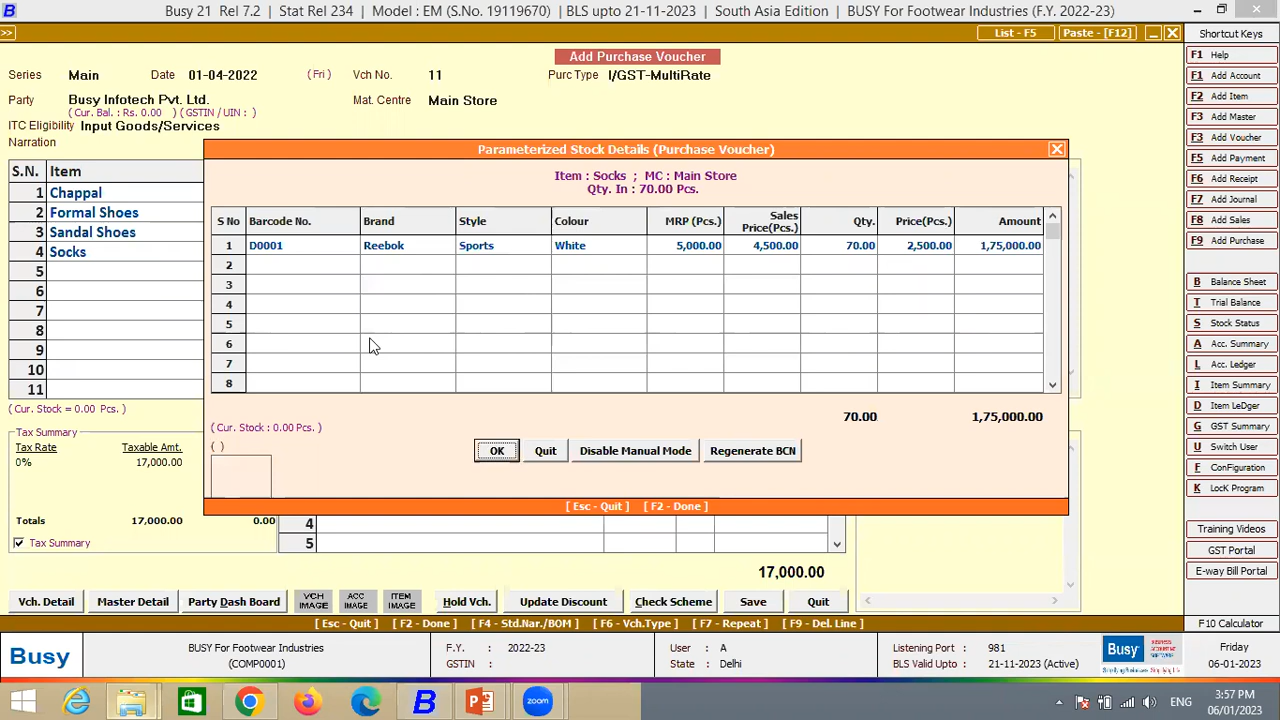 Busy 21 Rel 7.2 | Stat Rel 234 | Model : EM (S.No. 19119670) | BLS upto 21-11-2023 | South Asia Edition | BUSY For Footwear Industries (F.Y. 2022-23)
>> List - F5 Paste - [F12]
Add Purchase Voucher
Series Main Date 01-04-2022 (Fri) Vch No. 11 Purc Type I/GST-MultiRate
Party Busy Infotech Pvt. Ltd. Mat. Centre Main Store
(Cur. Bal. : Rs. 0.00 ) (GSTIN / UIN : )
ITC Eligibility Input Goods/Services
Narration
S.N. Item
1 Chappal
2 Formal Shoes
3 Sandal Shoes
4 Socks
5
6
7
8
9
10
11
( Cur. Stock = 0.00 Pcs. )
Parameterized Stock Details (Purchase Voucher)
Item : Socks ; MC : Main Store
Qty. In : 70.00 Pcs.
S No Barcode No. Brand Style Colour MRP (Pcs.) Sales Price(Pcs.) Qty. Price(Pcs.) Amount
1 D0001 Reebok Sports White 5,000.00 4,500.00 70.00 2,500.00 1,75,000.00
2
3
4
5
6
7
8
70.00 1,75,000.00
( Cur. Stock : 0.00 Pcs. )
( )
OK Quit Disable Manual Mode Regenerate BCN
[ Esc - Quit ] [ F2 - Done ]
Tax Summary
Tax Rate Taxable Amt.
0% 17,000.00
Totals 17,000.00 0.00
Tax Summary
4
5
17,000.00
Vch. Detail Master Detail Party Dash Board VCH IMAGE ACC IMAGE ITEM IMAGE Hold Vch. Update Discount Check Scheme Save Quit
[ Esc - Quit ] [ F2 - Done ] [ F4 - Std.Nar./BOM ] [ F6 - Vch.Type ] [ F7 - Repeat ] [ F9 - Del. Line ]
Shortcut Keys
F1 Help
F1 Add Account
F2 Add Item
F3 Add Master
F3 Add Voucher
F5 Add Payment
F6 Add Receipt
F7 Add Journal
F8 Add Sales
F9 Add Purchase
B Balance Sheet
T Trial Balance
S Stock Status
A Acc. Summary
L Acc. Ledger
I Item Summary
D Item LeDger
G GST Summary
U Switch User
F ConFiguration
K LocK Program
Training Videos
GST Portal
E-way Bill Portal
F10 Calculator
Busy
BUSY For Footwear Industries
(COMP0001)
F.Y. : 2022-23
GSTIN :
User : A
State : Delhi
Listening Port : 981
Valid Upto : 21-11-2023 (Active)
Busy
Friday
06-01-2023
ENG
3:57 PM
06/01/2023
zoom